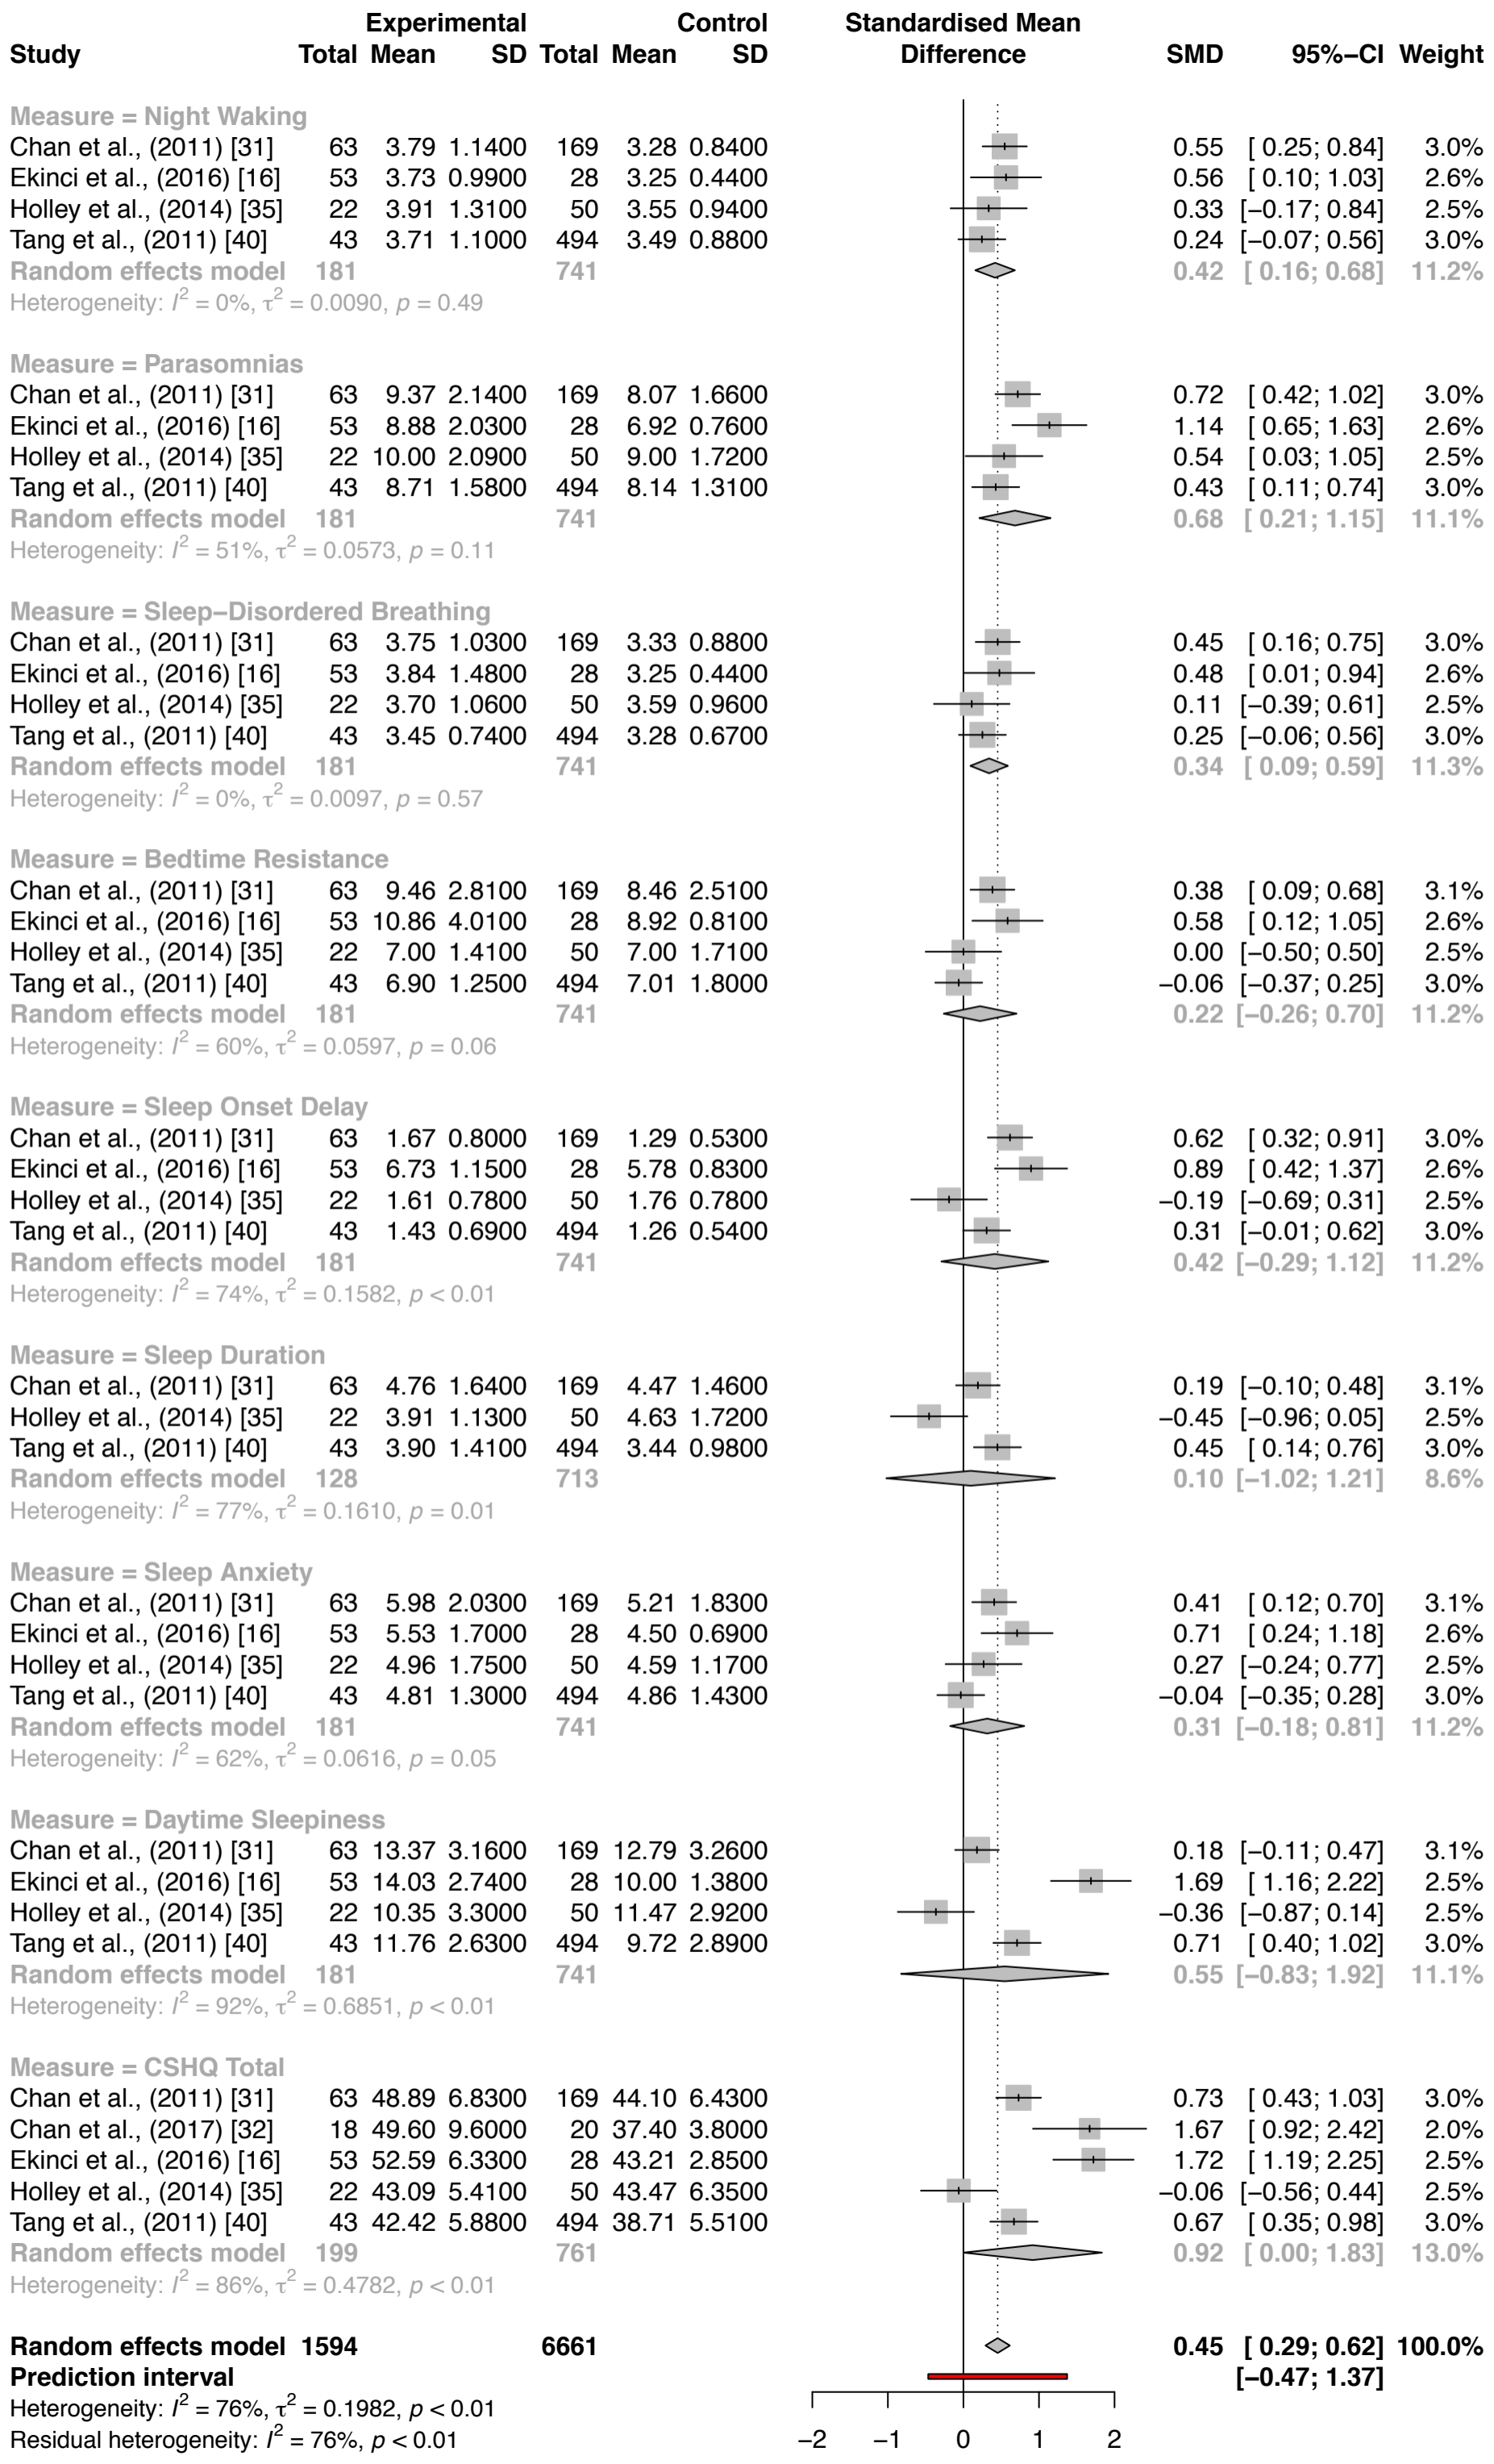 Experimental Control Standardised Mean
Study Total Mean SD Total Mean SD Difference SMD 95%−CI Weight
Measure = Night Waking
Chan et al., (2011) [31] 63 3.79 1.1400 169 3.28 0.8400 0.55 [ 0.25; 0.84] 3.0%
Ekinci et al., (2016) [16] 53 3.73 0.9900 28 3.25 0.4400 0.56 [ 0.10; 1.03] 2.6%
Holley et al., (2014) [35] 22 3.91 1.3100 50 3.55 0.9400 0.33 [−0.17; 0.84] 2.5%
Tang et al., (2011) [40] 43 3.71 1.1000 494 3.49 0.8800 0.24 [−0.07; 0.56] 3.0%
Random effects model 181 741 0.42 [ 0.16; 0.68] 11.2%
Heterogeneity: I² = 0%, τ² = 0.0090, p = 0.49
Measure = Parasomnias
Chan et al., (2011) [31] 63 9.37 2.1400 169 8.07 1.6600 0.72 [ 0.42; 1.02] 3.0%
Ekinci et al., (2016) [16] 53 8.88 2.0300 28 6.92 0.7600 1.14 [ 0.65; 1.63] 2.6%
Holley et al., (2014) [35] 22 10.00 2.0900 50 9.00 1.7200 0.54 [ 0.03; 1.05] 2.5%
Tang et al., (2011) [40] 43 8.71 1.5800 494 8.14 1.3100 0.43 [ 0.11; 0.74] 3.0%
Random effects model 181 741 0.68 [ 0.21; 1.15] 11.1%
Heterogeneity: I² = 51%, τ² = 0.0573, p = 0.11
Measure = Sleep−Disordered Breathing
Chan et al., (2011) [31] 63 3.75 1.0300 169 3.33 0.8800 0.45 [ 0.16; 0.75] 3.0%
Ekinci et al., (2016) [16] 53 3.84 1.4800 28 3.25 0.4400 0.48 [ 0.01; 0.94] 2.6%
Holley et al., (2014) [35] 22 3.70 1.0600 50 3.59 0.9600 0.11 [−0.39; 0.61] 2.5%
Tang et al., (2011) [40] 43 3.45 0.7400 494 3.28 0.6700 0.25 [−0.06; 0.56] 3.0%
Random effects model 181 741 0.34 [ 0.09; 0.59] 11.3%
Heterogeneity: I² = 0%, τ² = 0.0097, p = 0.57
Measure = Bedtime Resistance
Chan et al., (2011) [31] 63 9.46 2.8100 169 8.46 2.5100 0.38 [ 0.09; 0.68] 3.1%
Ekinci et al., (2016) [16] 53 10.86 4.0100 28 8.92 0.8100 0.58 [ 0.12; 1.05] 2.6%
Holley et al., (2014) [35] 22 7.00 1.4100 50 7.00 1.7100 0.00 [−0.50; 0.50] 2.5%
Tang et al., (2011) [40] 43 6.90 1.2500 494 7.01 1.8000 −0.06 [−0.37; 0.25] 3.0%
Random effects model 181 741 0.22 [−0.26; 0.70] 11.2%
Heterogeneity: I² = 60%, τ² = 0.0597, p = 0.06
Measure = Sleep Onset Delay
Chan et al., (2011) [31] 63 1.67 0.8000 169 1.29 0.5300 0.62 [ 0.32; 0.91] 3.0%
Ekinci et al., (2016) [16] 53 6.73 1.1500 28 5.78 0.8300 0.89 [ 0.42; 1.37] 2.6%
Holley et al., (2014) [35] 22 1.61 0.7800 50 1.76 0.7800 −0.19 [−0.69; 0.31] 2.5%
Tang et al., (2011) [40] 43 1.43 0.6900 494 1.26 0.5400 0.31 [−0.01; 0.62] 3.0%
Random effects model 181 741 0.42 [−0.29; 1.12] 11.2%
Heterogeneity: I² = 74%, τ² = 0.1582, p < 0.01
Measure = Sleep Duration
Chan et al., (2011) [31] 63 4.76 1.6400 169 4.47 1.4600 0.19 [−0.10; 0.48] 3.1%
Holley et al., (2014) [35] 22 3.91 1.1300 50 4.63 1.7200 −0.45 [−0.96; 0.05] 2.5%
Tang et al., (2011) [40] 43 3.90 1.4100 494 3.44 0.9800 0.45 [ 0.14; 0.76] 3.0%
Random effects model 128 713 0.10 [−1.02; 1.21] 8.6%
Heterogeneity: I² = 77%, τ² = 0.1610, p = 0.01
Measure = Sleep Anxiety
Chan et al., (2011) [31] 63 5.98 2.0300 169 5.21 1.8300 0.41 [ 0.12; 0.70] 3.1%
Ekinci et al., (2016) [16] 53 5.53 1.7000 28 4.50 0.6900 0.71 [ 0.24; 1.18] 2.6%
Holley et al., (2014) [35] 22 4.96 1.7500 50 4.59 1.1700 0.27 [−0.24; 0.77] 2.5%
Tang et al., (2011) [40] 43 4.81 1.3000 494 4.86 1.4300 −0.04 [−0.35; 0.28] 3.0%
Random effects model 181 741 0.31 [−0.18; 0.81] 11.2%
Heterogeneity: I² = 62%, τ² = 0.0616, p = 0.05
Measure = Daytime Sleepiness
Chan et al., (2011) [31] 63 13.37 3.1600 169 12.79 3.2600 0.18 [−0.11; 0.47] 3.1%
Ekinci et al., (2016) [16] 53 14.03 2.7400 28 10.00 1.3800 1.69 [ 1.16; 2.22] 2.5%
Holley et al., (2014) [35] 22 10.35 3.3000 50 11.47 2.9200 −0.36 [−0.87; 0.14] 2.5%
Tang et al., (2011) [40] 43 11.76 2.6300 494 9.72 2.8900 0.71 [ 0.40; 1.02] 3.0%
Random effects model 181 741 0.55 [−0.83; 1.92] 11.1%
Heterogeneity: I² = 92%, τ² = 0.6851, p < 0.01
Measure = CSHQ Total
Chan et al., (2011) [31] 63 48.89 6.8300 169 44.10 6.4300 0.73 [ 0.43; 1.03] 3.0%
Chan et al., (2017) [32] 18 49.60 9.6000 20 37.40 3.8000 1.67 [ 0.92; 2.42] 2.0%
Ekinci et al., (2016) [16] 53 52.59 6.3300 28 43.21 2.8500 1.72 [ 1.19; 2.25] 2.5%
Holley et al., (2014) [35] 22 43.09 5.4100 50 43.47 6.3500 −0.06 [−0.56; 0.44] 2.5%
Tang et al., (2011) [40] 43 42.42 5.8800 494 38.71 5.5100 0.67 [ 0.35; 0.98] 3.0%
Random effects model 199 761 0.92 [ 0.00; 1.83] 13.0%
Heterogeneity: I² = 86%, τ² = 0.4782, p < 0.01
Random effects model 1594 6661 0.45 [ 0.29; 0.62] 100.0%
Prediction interval [−0.47; 1.37]
Heterogeneity: I² = 76%, τ² = 0.1982, p < 0.01
Residual heterogeneity: I² = 76%, p < 0.01 −2 −1 0 1 2